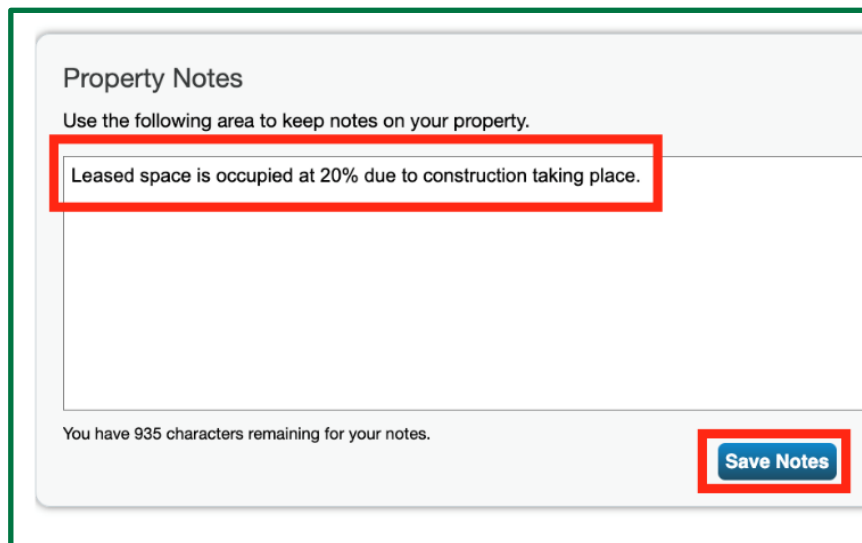 Property Notes
Use the following area to keep notes on your property.
Leased space is occupied at 20% due to construction taking place.
You have 935 characters remaining for your notes.
Save Notes